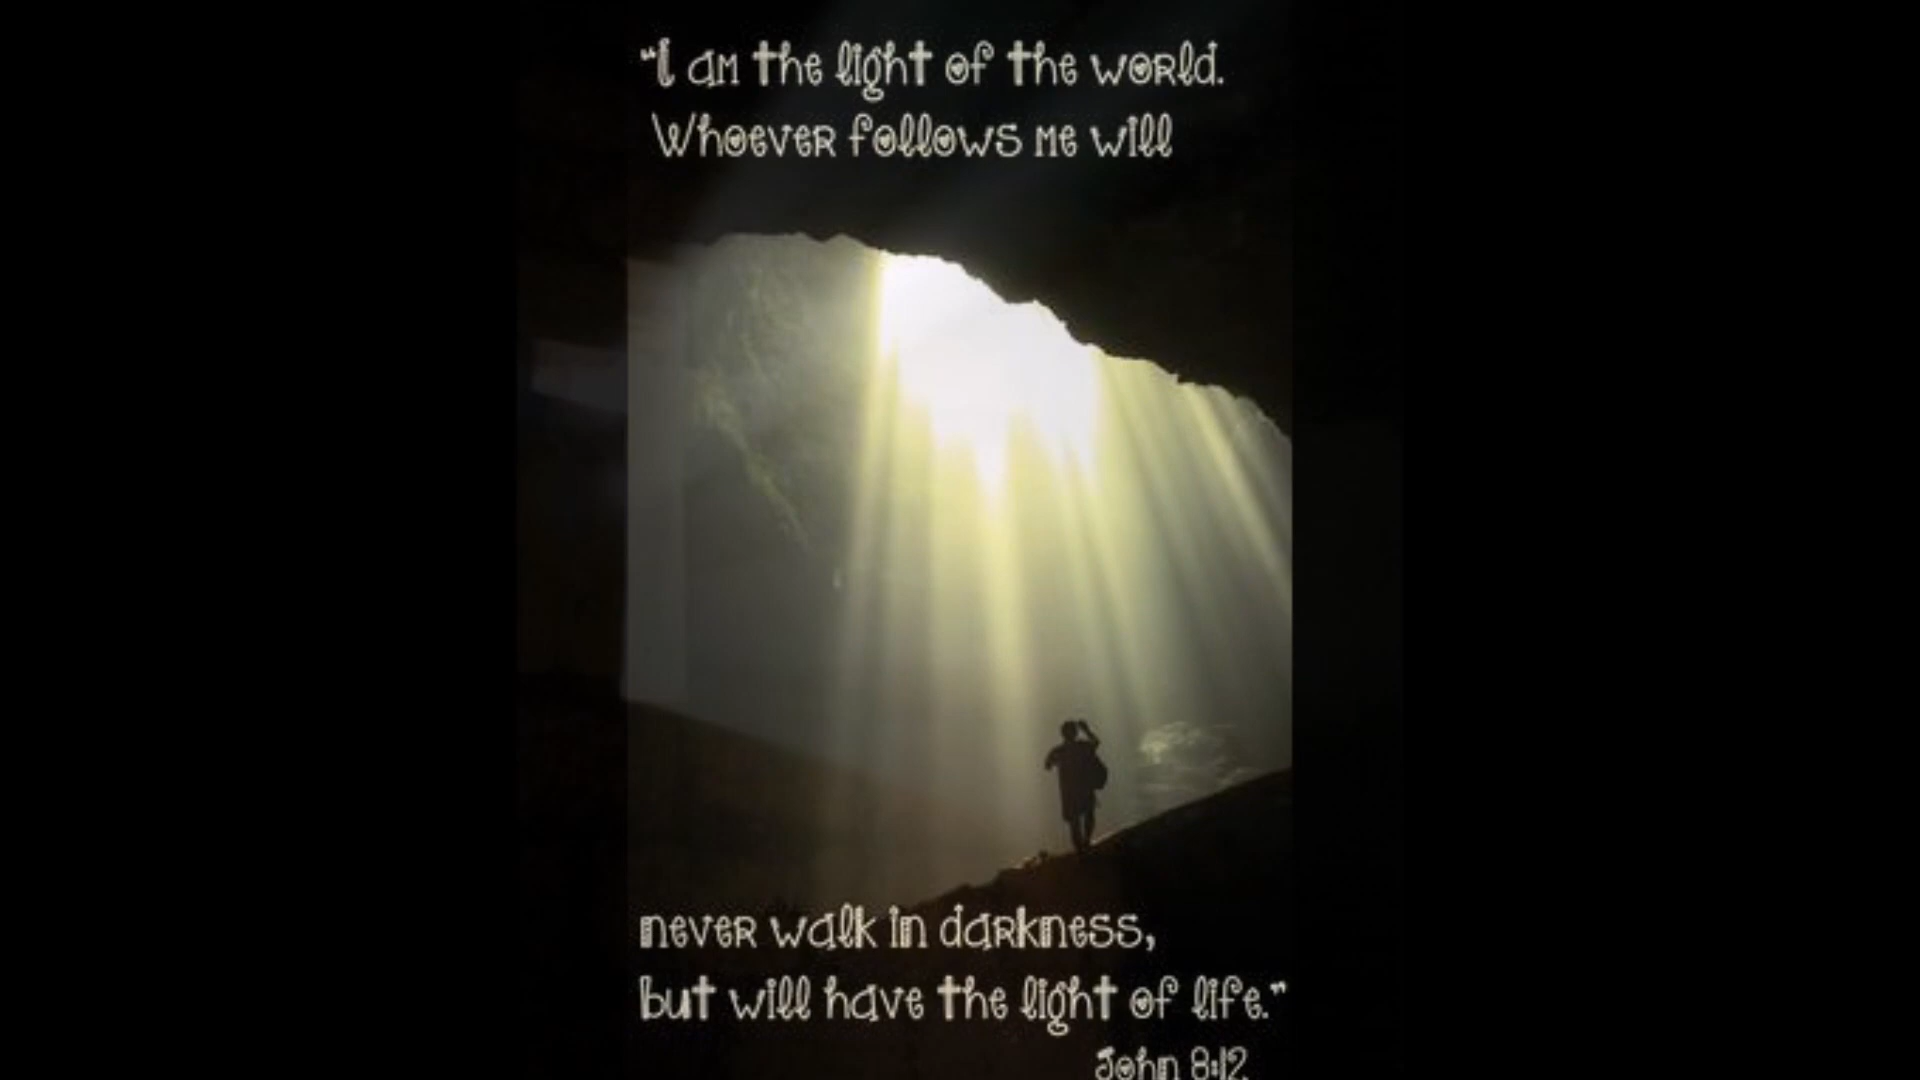 "I am the light of the world.
Whoever follows me will
never walk in darkness,
but will have the light of life."
John 8:12